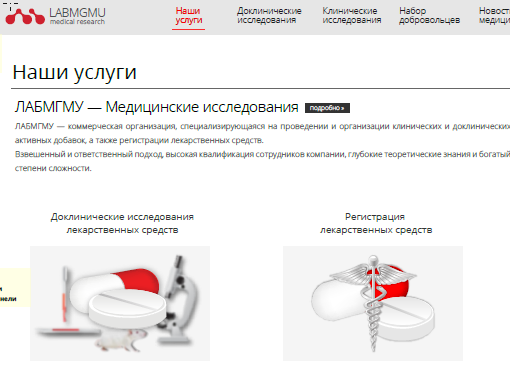 LABMGMU
medical research
Наши
услуги
Доклинические
исследования
Клинические
исследования
Набор
добровольцев
Новост
медици
Наши услуги
ЛАБМГМУ — Медицинские исследования подробно »
ЛАБМГМУ — коммерческая организация, специализирующаяся на проведении и организации клинических и доклинических
активных добавок, а также регистрации лекарственных средств.
Взвешенный и ответственный подход, высокая квалификация сотрудников компании, глубокие теоретические знания и богатый
степени сложности.
Доклинические исследования
лекарственных средств
Регистрация
лекарственных средств
нели